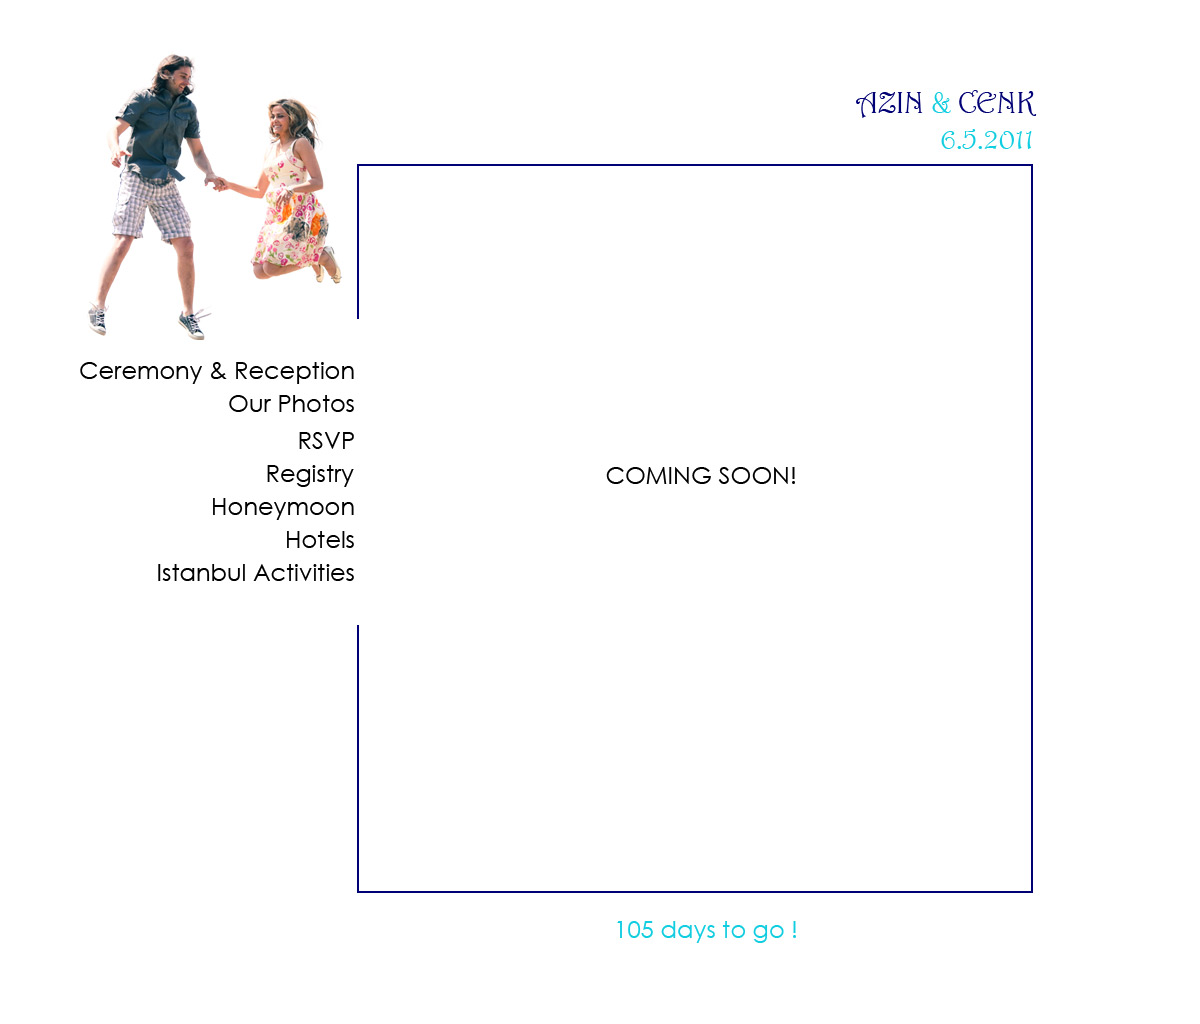 AZIN & CENK
6.5.2011
Ceremony & Reception
Our Photos
RSVP
Registry
Honeymoon
Hotels
Istanbul Activities
COMING SOON!
105 days to go !